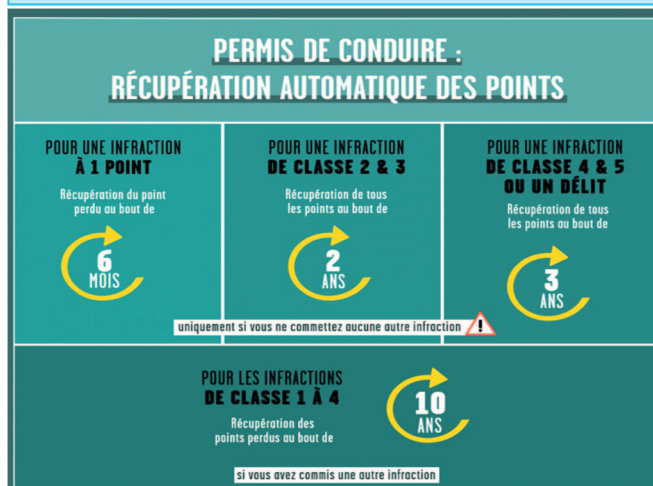 PERMIS DE CONDUIRE :
RÉCUPÉRATION AUTOMATIQUE DES POINTS
POUR UNE INFRACTION
À 1 POINT
Récupération du point
perdu au bout de
6
MOIS
POUR UNE INFRACTION
DE CLASSE 2 & 3
Récupération de tous
les points au bout de
2
ANS
POUR UNE INFRACTION
DE CLASSE 4 & 5
OU UN DÉLIT
Récupération de tous
les points au bout de
3
ANS
uniquement si vous ne commettez aucune autre infraction
POUR LES INFRACTIONS
DE CLASSE 1 À 4
Récupération des
points perdus au bout de
10
ANS
si vous avez commis une autre infraction